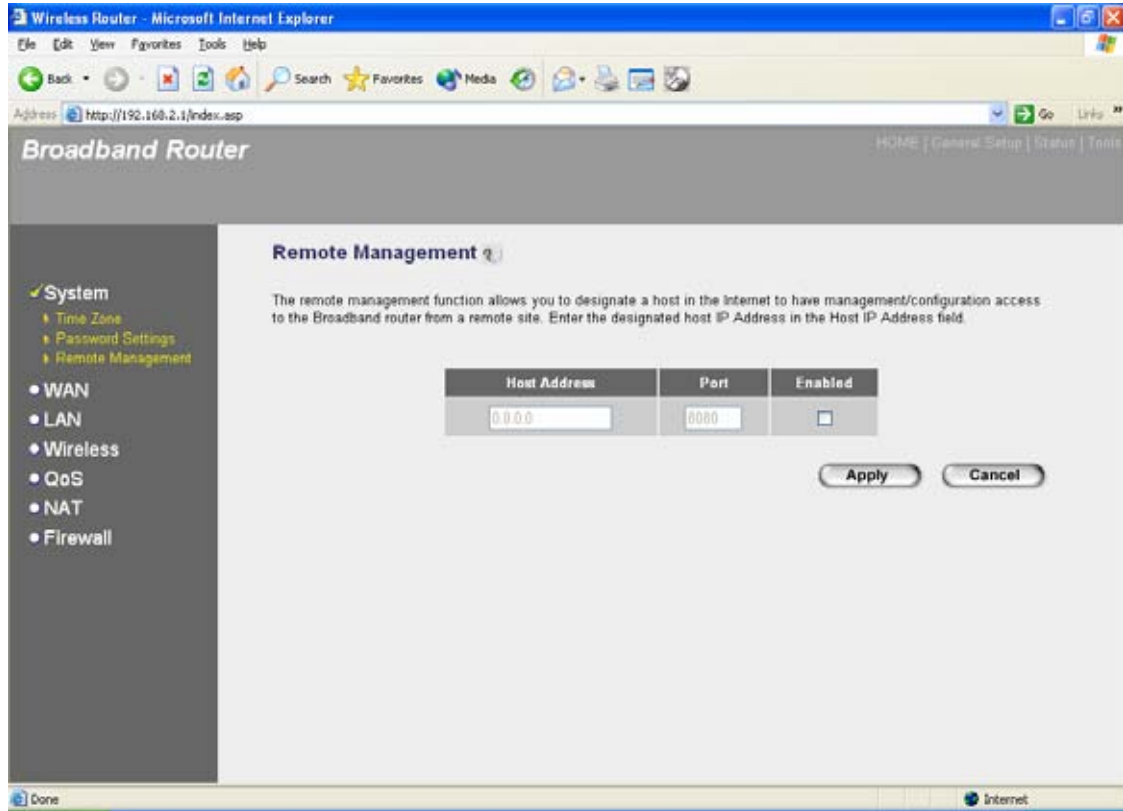 Wireless Router - Microsoft Internet Explorer
File Edit View Favorites Tools Help
Back Search Favorites Media
Address http://192.168.2.1/index.asp Go Links »
Broadband Router
HOME | General Setup | Status | Tools
Remote Management
The remote management function allows you to designate a host in the Internet to have management/configuration access
to the Broadband router from a remote site. Enter the designated host IP Address in the Host IP Address field.
✓System
Time Zone
Password Settings
Remote Management
WAN
LAN
Wireless
QoS
NAT
Firewall
Host Address Port Enabled
0.0.0.0 8080
Apply Cancel
Done Internet